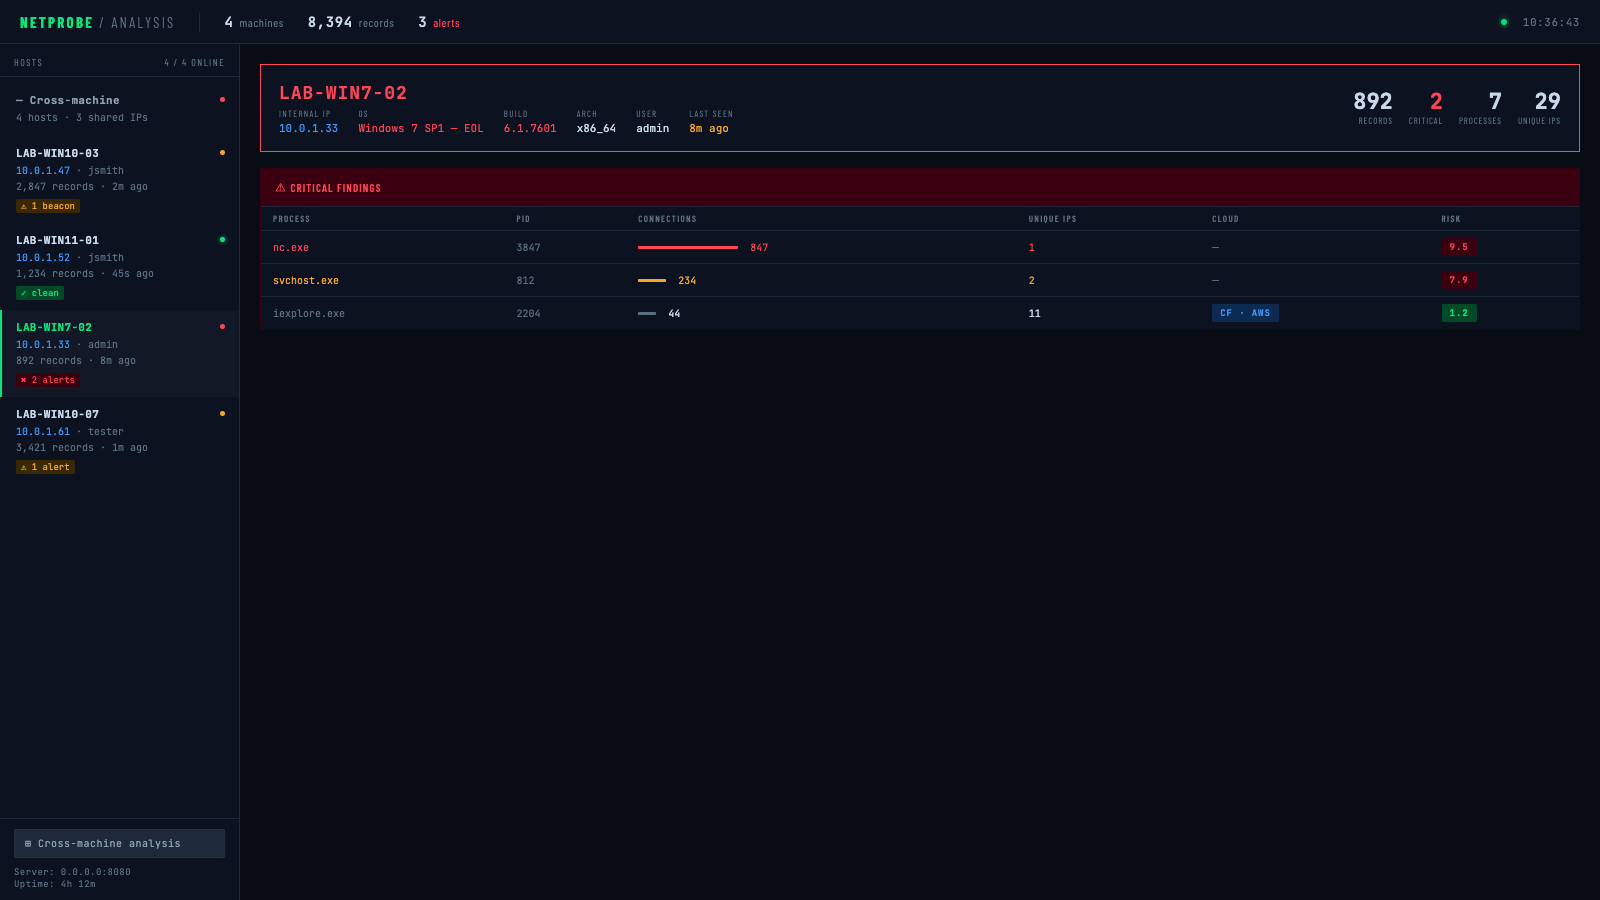 NETPROBE / ANALYSIS 4 machines 8,394 records 3 alerts 10:36:43
HOSTS 4 / 4 ONLINE
— Cross-machine
4 hosts · 3 shared IPs
LAB-WIN10-03
10.0.1.47 · jsmith
2,847 records · 2m ago
⚠ 1 beacon
LAB-WIN11-01
10.0.1.52 · jsmith
1,234 records · 45s ago
✓ clean
LAB-WIN7-02
10.0.1.33 · admin
892 records · 8m ago
✖ 2 alerts
LAB-WIN10-07
10.0.1.61 · tester
3,421 records · 1m ago
⚠ 1 alert
⊞ Cross-machine analysis
Server: 0.0.0.0:8080
Uptime: 4h 12m
LAB-WIN7-02
INTERNAL IP OS BUILD ARCH USER LAST SEEN
10.0.1.33 Windows 7 SP1 — EOL 6.1.7601 x86_64 admin 8m ago
892 2 7 29
RECORDS CRITICAL PROCESSES UNIQUE IPS
⚠ CRITICAL FINDINGS
PROCESS PID CONNECTIONS UNIQUE IPS CLOUD RISK
nc.exe 3847 847 1 — 9.5
svchost.exe 812 234 2 — 7.9
iexplore.exe 2204 44 11 CF · AWS 1.2